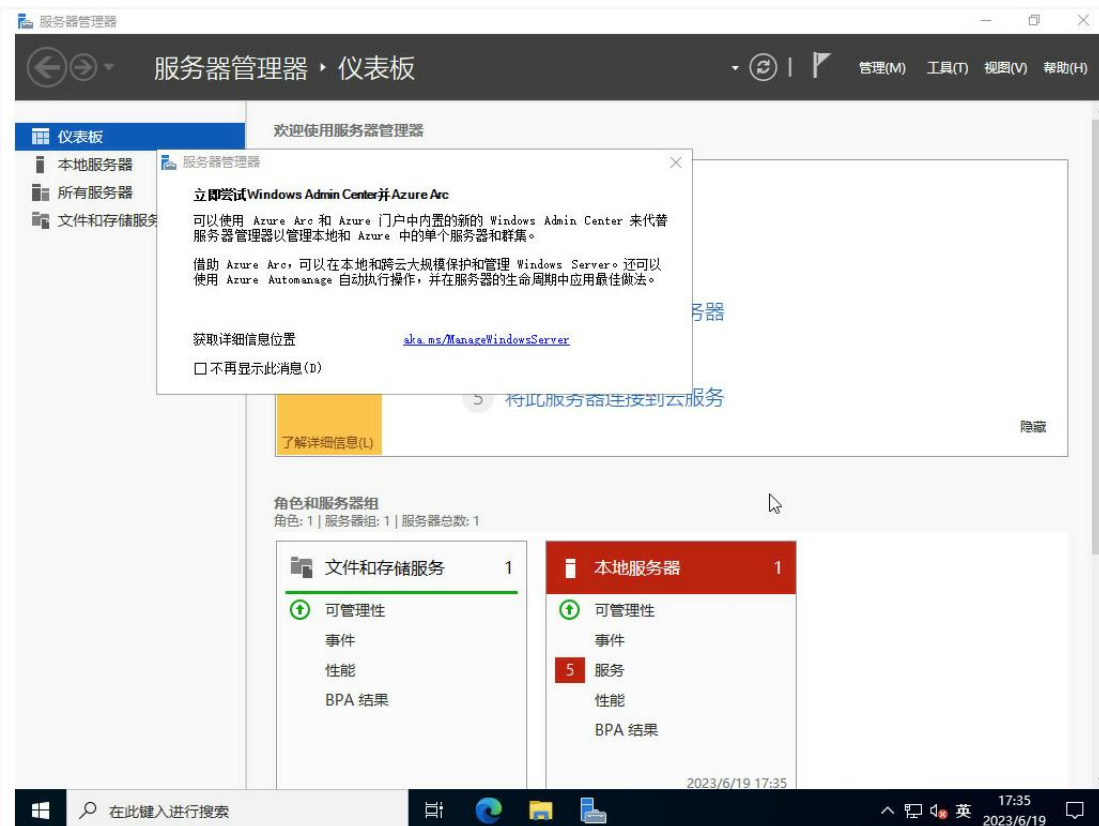 服务器管理器
服务器管理器 · 仪表板
管理(M) 工具(T) 视图(V) 帮助(H)
仪表板
本地服务器
所有服务器
文件和存储服务
欢迎使用服务器管理器
服务器管理器
立即尝试Windows Admin Center并Azure Arc
可以使用 Azure Arc 和 Azure 门户中内置的新的 Windows Admin Center 来代替
服务器管理器以管理本地和 Azure 中的单个服务器和群集。
借助 Azure Arc，可以在本地和跨云大规模保护和管理 Windows Server。还可以
使用 Azure Automanage 自动执行操作，并在服务器的生命周期中应用最佳做法。
获取详细信息位置 aka.ms/ManageWindowsServer
不再显示此消息(D)
务器
5 将此服务器连接到云服务
了解详细信息(L)
隐藏
角色和服务器组
角色: 1 | 服务器组: 1 | 服务器总数: 1
文件和存储服务 1
可管理性
事件
性能
BPA 结果
本地服务器 1
可管理性
事件
5 服务
性能
BPA 结果
2023/6/19 17:35
在此键入进行搜索
英
17:35
2023/6/19